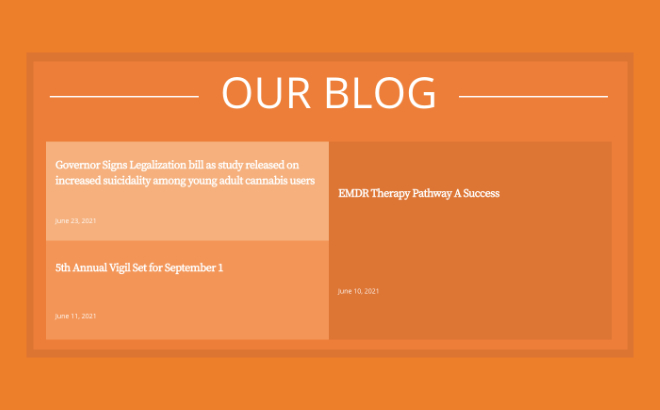 OUR BLOG
Governor Signs Legalization bill as study released on
increased suicidality among young adult cannabis users
June 23, 2021
5th Annual Vigil Set for September 1
June 11, 2021
EMDR Therapy Pathway A Success
June 10, 2021